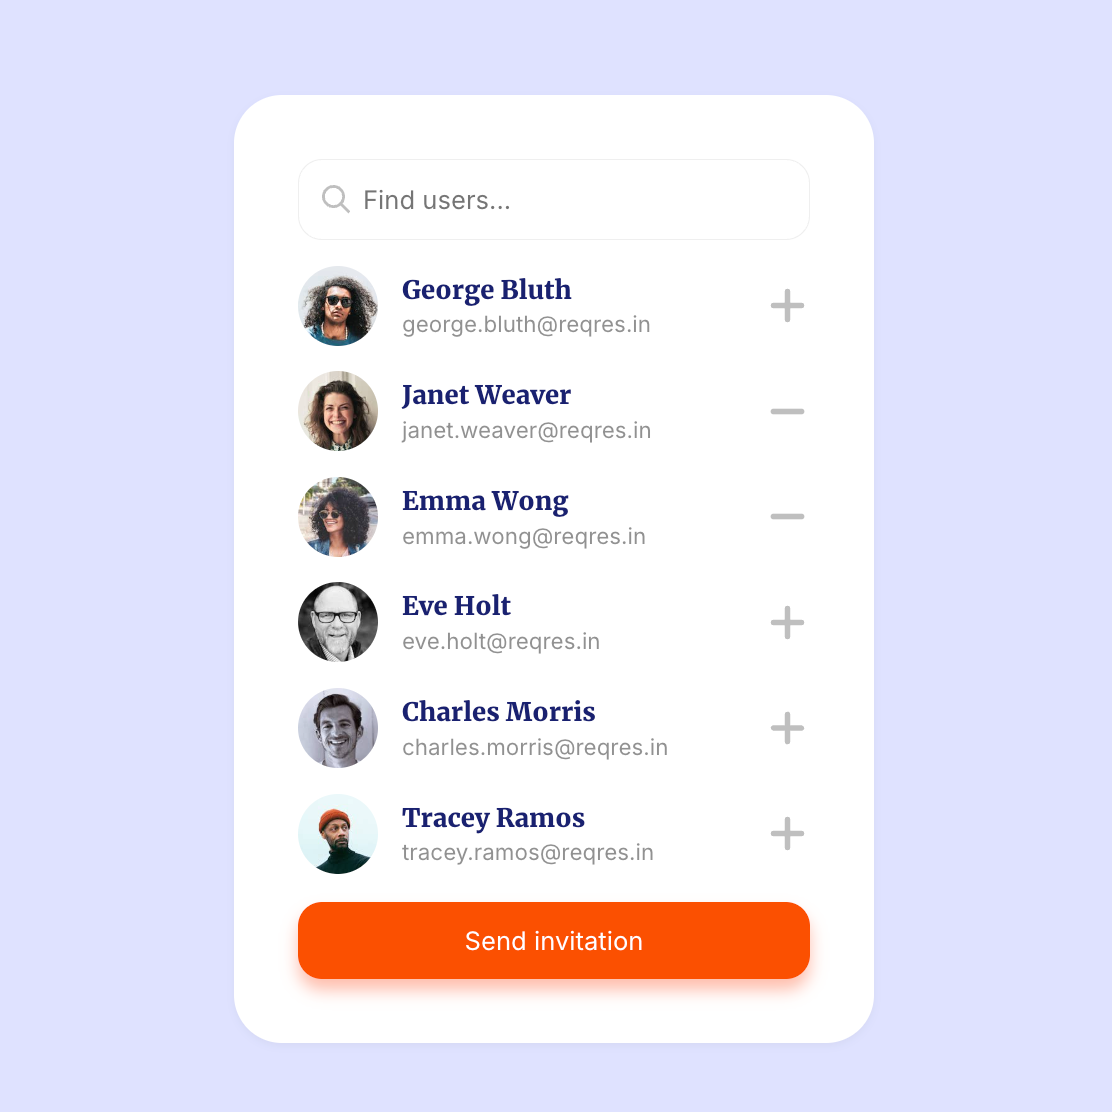 Find users...
George Bluth
george.bluth@reqres.in
Janet Weaver
janet.weaver@reqres.in
Emma Wong
emma.wong@reqres.in
Eve Holt
eve.holt@reqres.in
Charles Morris
charles.morris@reqres.in
Tracey Ramos
tracey.ramos@reqres.in
Send invitation